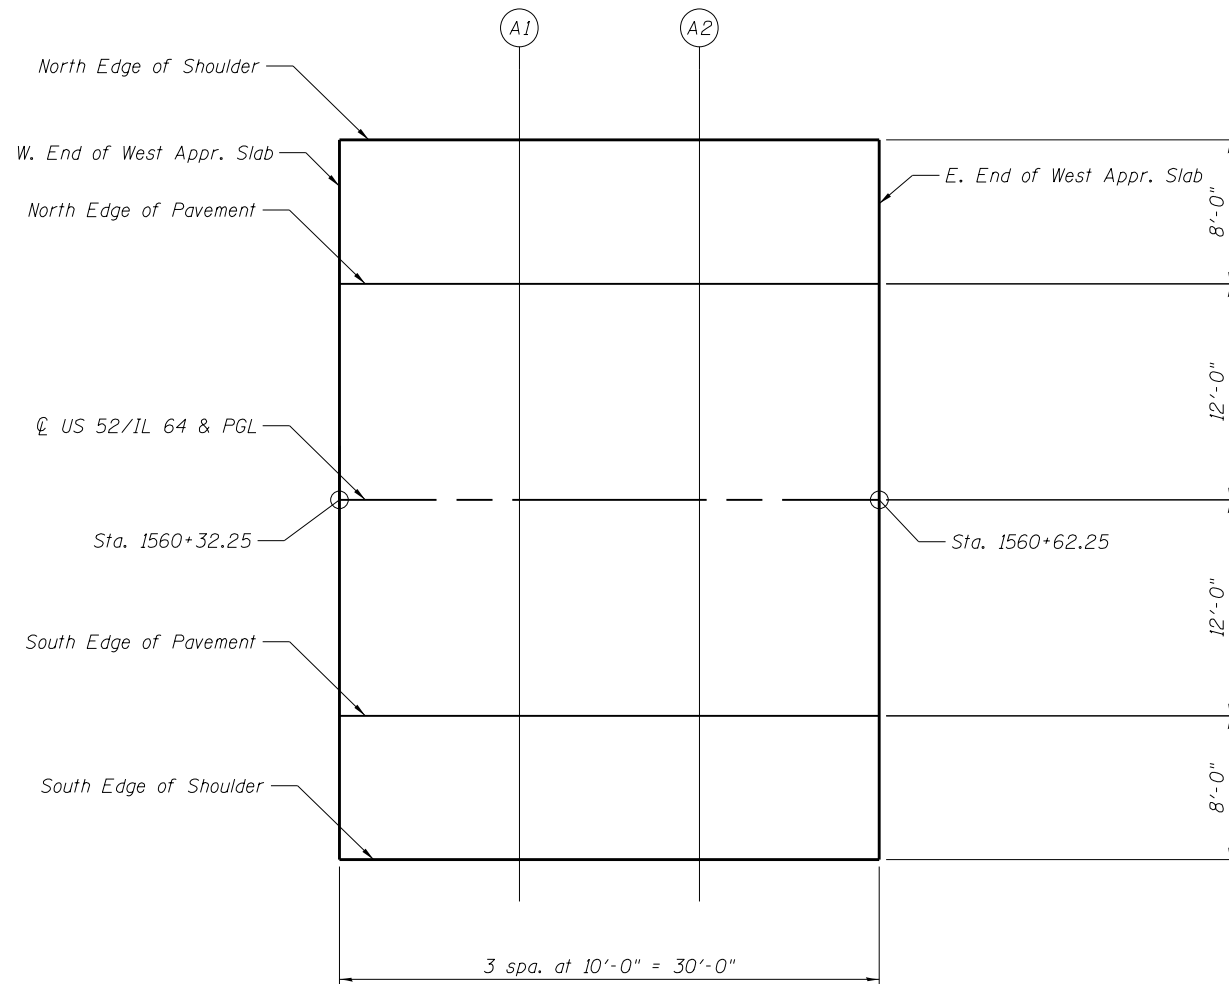 A1
A2
North Edge of Shoulder
W. End of West Appr. Slab
E. End of West Appr. Slab
North Edge of Pavement
8'-0"
12'-0"
℄ US 52/IL 64 & PGL
Sta. 1560+32.25
Sta. 1560+62.25
12'-0"
South Edge of Pavement
South Edge of Shoulder
8'-0"
3 spa. at 10'-0" = 30'-0"